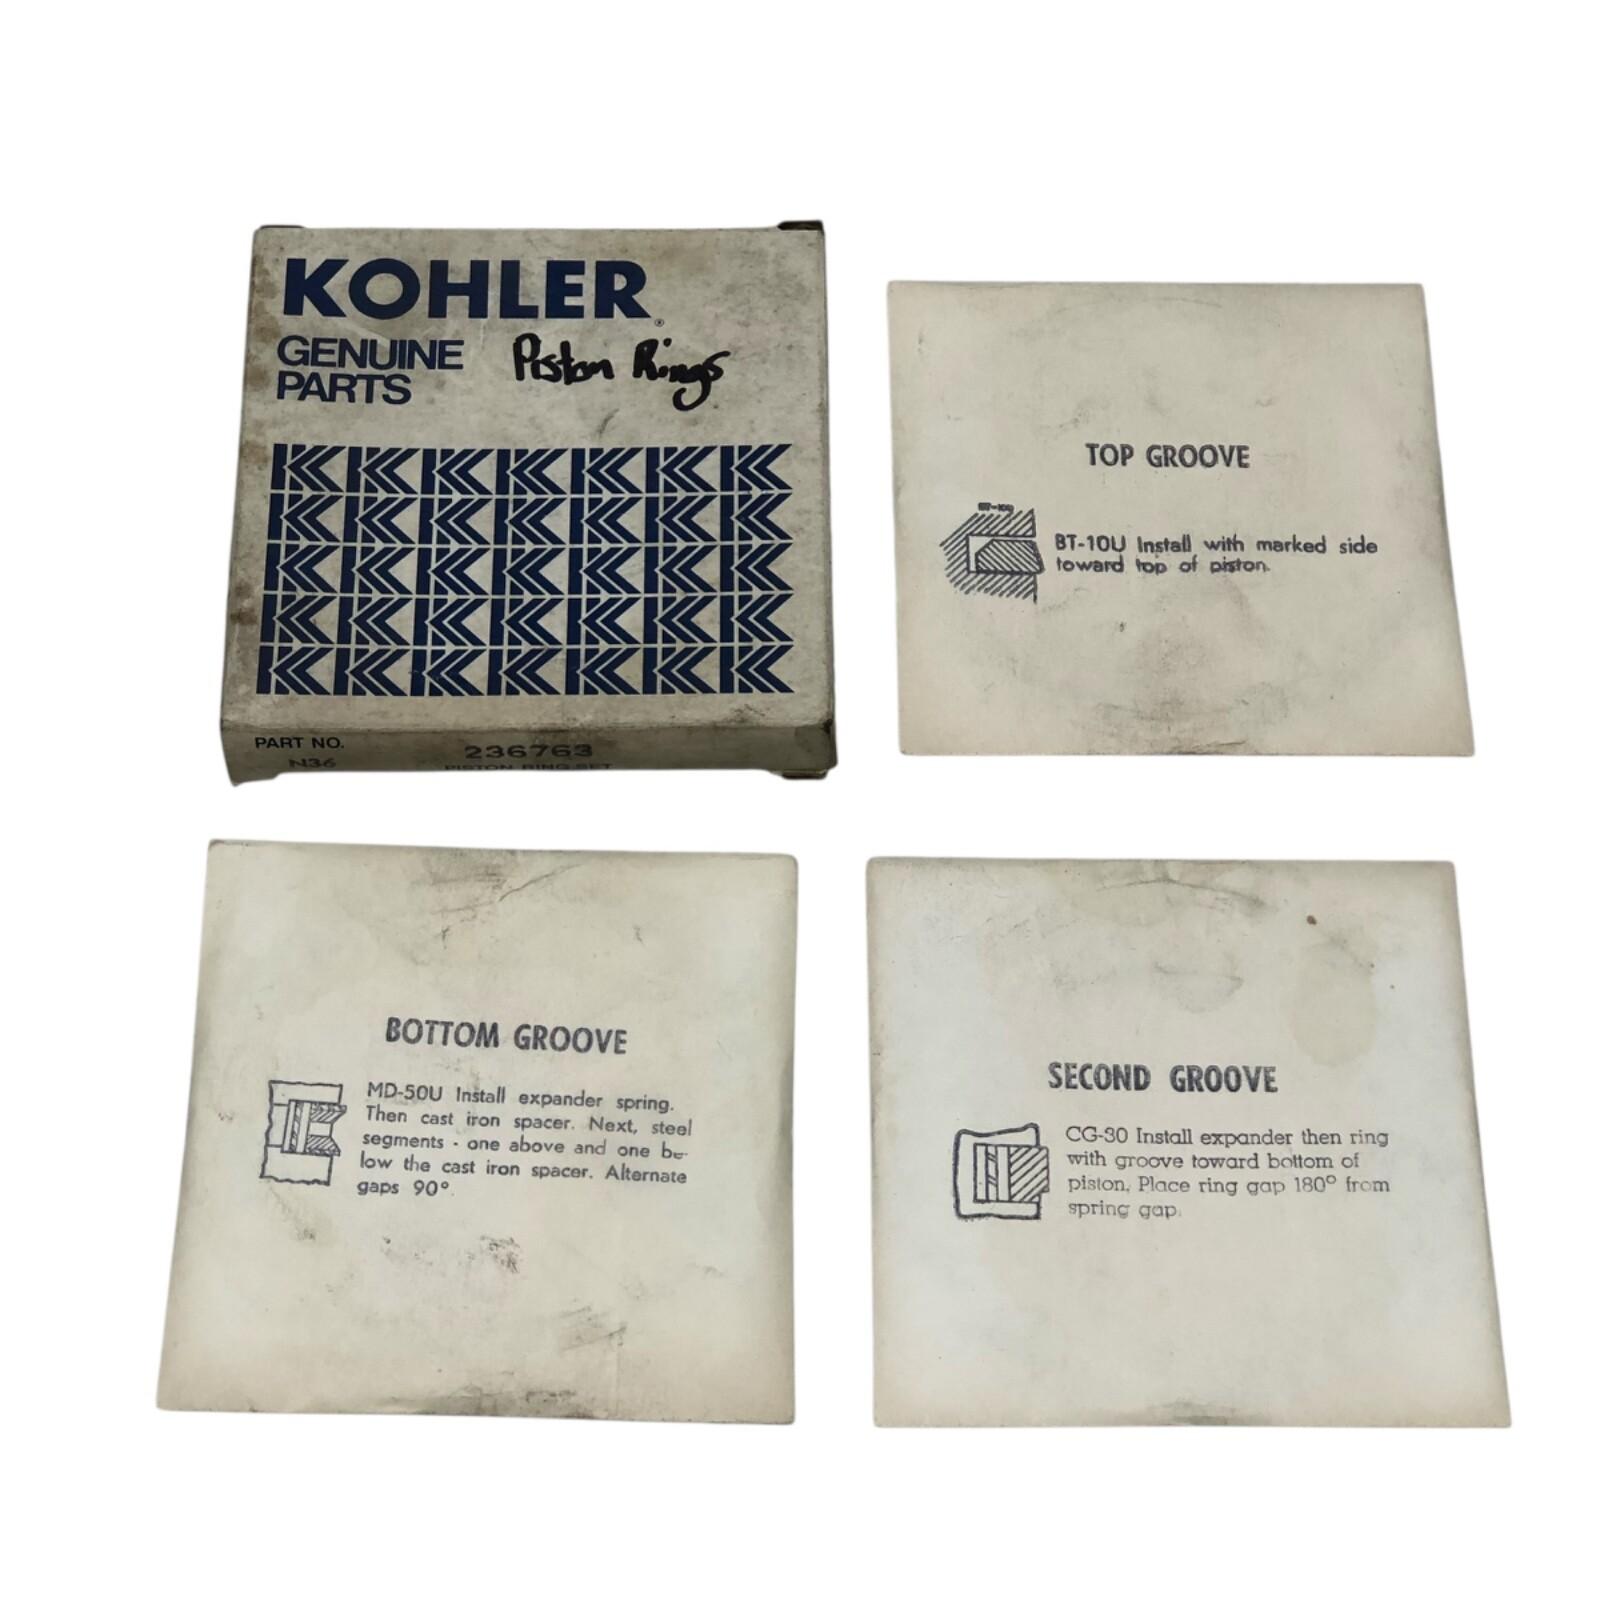 KOHLER®
GENUINE
PARTS
Piston Rings
PART NO.
236763
N36
PISTON RING SET
TOP GROOVE
BT-10U Install with marked side
toward top of piston.
BOTTOM GROOVE
MD-50U Install expander spring.
Then cast iron spacer. Next, steel
segments - one above and one be-
low the cast iron spacer. Alternate
gaps 90°.
SECOND GROOVE
CG-30 Install expander then ring
with groove toward bottom of
piston. Place ring gap 180° from
spring gap.